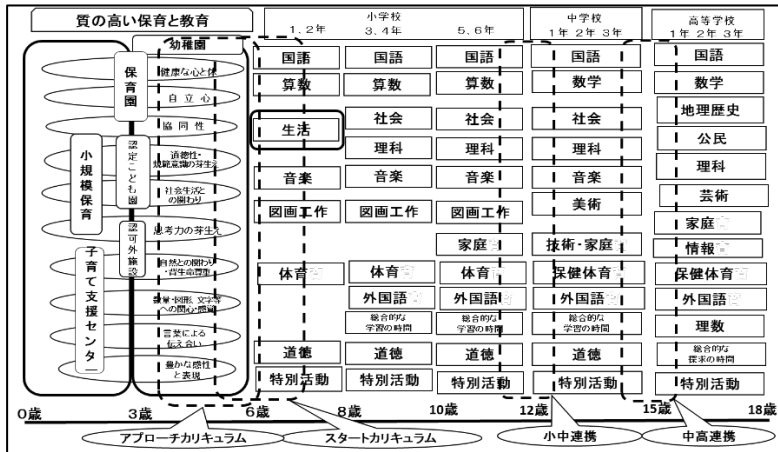 質の高い保育と教育
小学校
中学校
高等学校
幼稚園
1、2年
3、4年
5、6年
1年 2年 3年
1年 2年 3年
保育園
認定こども園
認可外施設
小規模保育
子育て支援センター
健康な心と体
自立心
協同性
道徳性・
規範意識の芽生え
社会生活と
の関わり
思考力の芽生え
自然との関わり
・生命尊重
数量・図形、文字等
への関心・感覚
言葉による
伝え合い
豊かな感性
と表現
国語
算数
生活
音楽
図画工作
体育
道徳
特別活動
国語
算数
社会
理科
音楽
図画工作
体育
外国語
総合的な
学習の時間
道徳
特別活動
国語
算数
社会
理科
音楽
図画工作
家庭
体育
外国語
総合的な
学習の時間
道徳
特別活動
国語
数学
社会
理科
音楽
美術
技術・家庭
保健体育
外国語
総合的な
学習の時間
道徳
特別活動
国語
数学
地理歴史
公民
理科
芸術
家庭
情報
保健体育
外国語
理数
総合的な
探求の時間
特別活動
0歳
3歳
6歳
8歳
10歳
12歳
15歳
18歳
アプローチカリキュラム
スタートカリキュラム
小中連携
中高連携